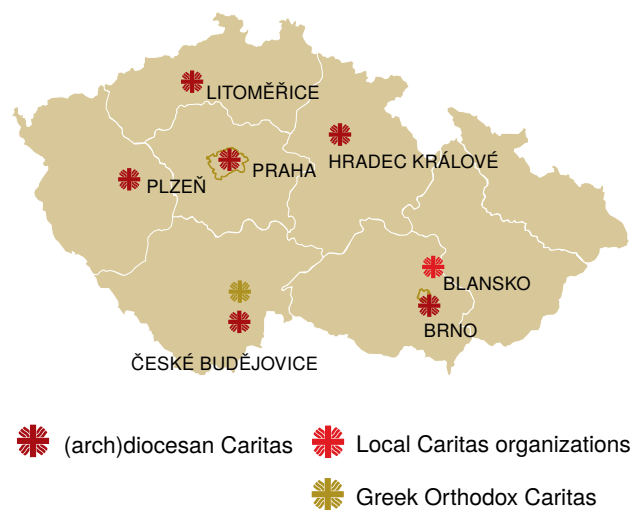 LITOMĚŘICE
HRADEC KRÁLOVÉ
PRAHA
PLZEŇ
BLANSKO
BRNO
ČESKÉ BUDĚJOVICE
(arch)diocesan Caritas
Local Caritas organizations
Greek Orthodox Caritas